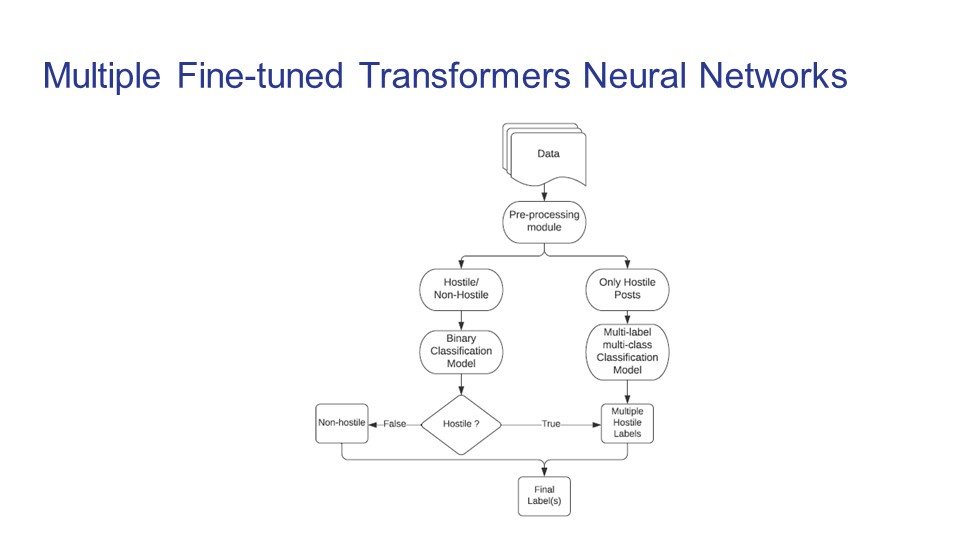 Multiple Fine-tuned Transformers Neural Networks
Data
Pre-processing
module
Hostile/
Non-Hostile
Only Hostile
Posts
Binary
Classification
Model
Multi-label
multi-class
Classification
Model
Non-hostile
False
Hostile ?
True
Multiple
Hostile
Labels
Final
Label(s)